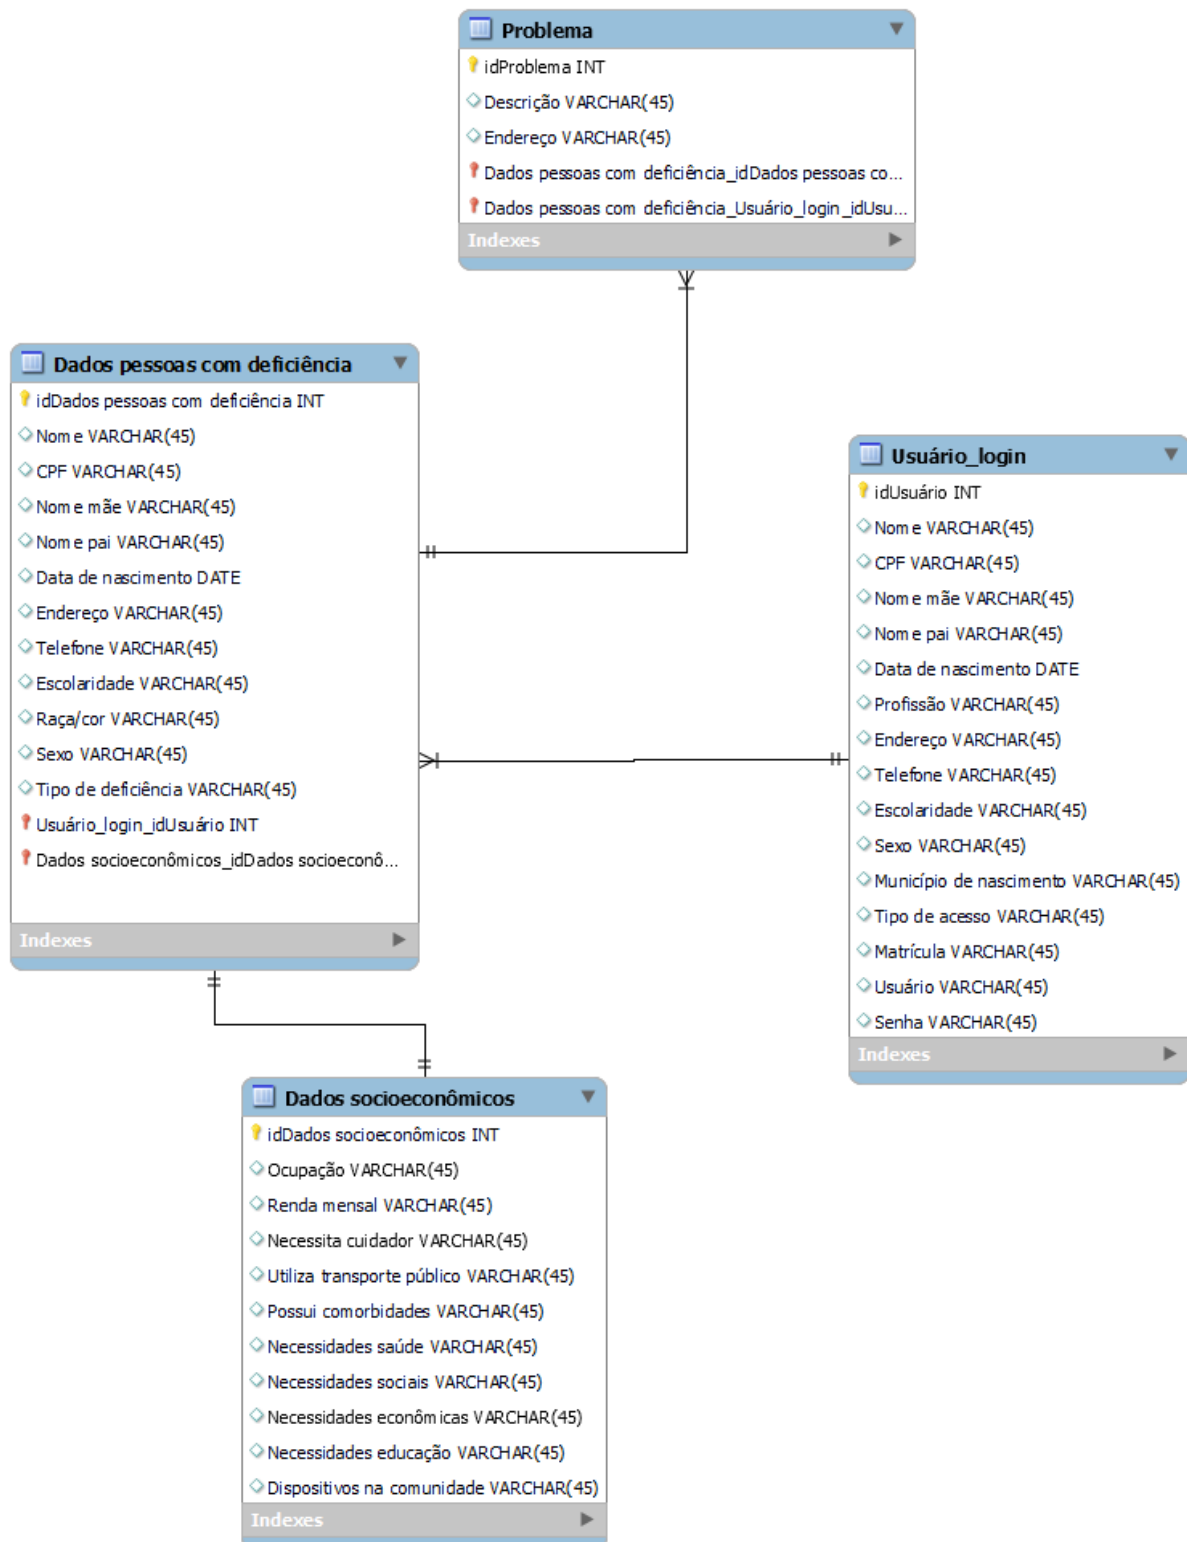 Problema
idProblema INT
Descrição VARCHAR(45)
Endereço VARCHAR(45)
Dados pessoas com deficiência_idDados pessoas co...
Dados pessoas com deficiência_Usuário_login_idUsu...
Indexes
Dados pessoas com deficiência
idDados pessoas com deficiência INT
Nome VARCHAR(45)
CPF VARCHAR(45)
Nome mãe VARCHAR(45)
Nome pai VARCHAR(45)
Data de nascimento DATE
Endereço VARCHAR(45)
Telefone VARCHAR(45)
Escolaridade VARCHAR(45)
Raça/cor VARCHAR(45)
Sexo VARCHAR(45)
Tipo de deficiência VARCHAR(45)
Usuário_login_idUsuário INT
Dados socioeconômicos_idDados socioeconô...
Indexes
Usuário_login
idUsuário INT
Nome VARCHAR(45)
CPF VARCHAR(45)
Nome mãe VARCHAR(45)
Nome pai VARCHAR(45)
Data de nascimento DATE
Profissão VARCHAR(45)
Endereço VARCHAR(45)
Telefone VARCHAR(45)
Escolaridade VARCHAR(45)
Sexo VARCHAR(45)
Município de nascimento VARCHAR(45)
Tipo de acesso VARCHAR(45)
Matrícula VARCHAR(45)
Usuário VARCHAR(45)
Senha VARCHAR(45)
Indexes
Dados socioeconômicos
idDados socioeconômicos INT
Ocupação VARCHAR(45)
Renda mensal VARCHAR(45)
Necessita cuidador VARCHAR(45)
Utiliza transporte público VARCHAR(45)
Possui comorbidades VARCHAR(45)
Necessidades saúde VARCHAR(45)
Necessidades sociais VARCHAR(45)
Necessidades econômicas VARCHAR(45)
Necessidades educação VARCHAR(45)
Dispositivos na comunidade VARCHAR(45)
Indexes